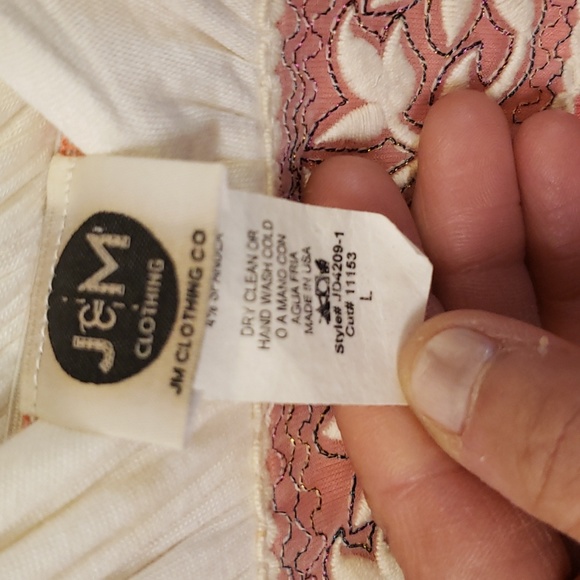 J&M
CLOTHING
JM CLOTHING CO
4% SPANDEX
DRY CLEAN OR
HAND WASH COLD
O A MANO CON
AGUA FRIA
MADE IN USA
Style# JD4209-1
Cut# 11153
L